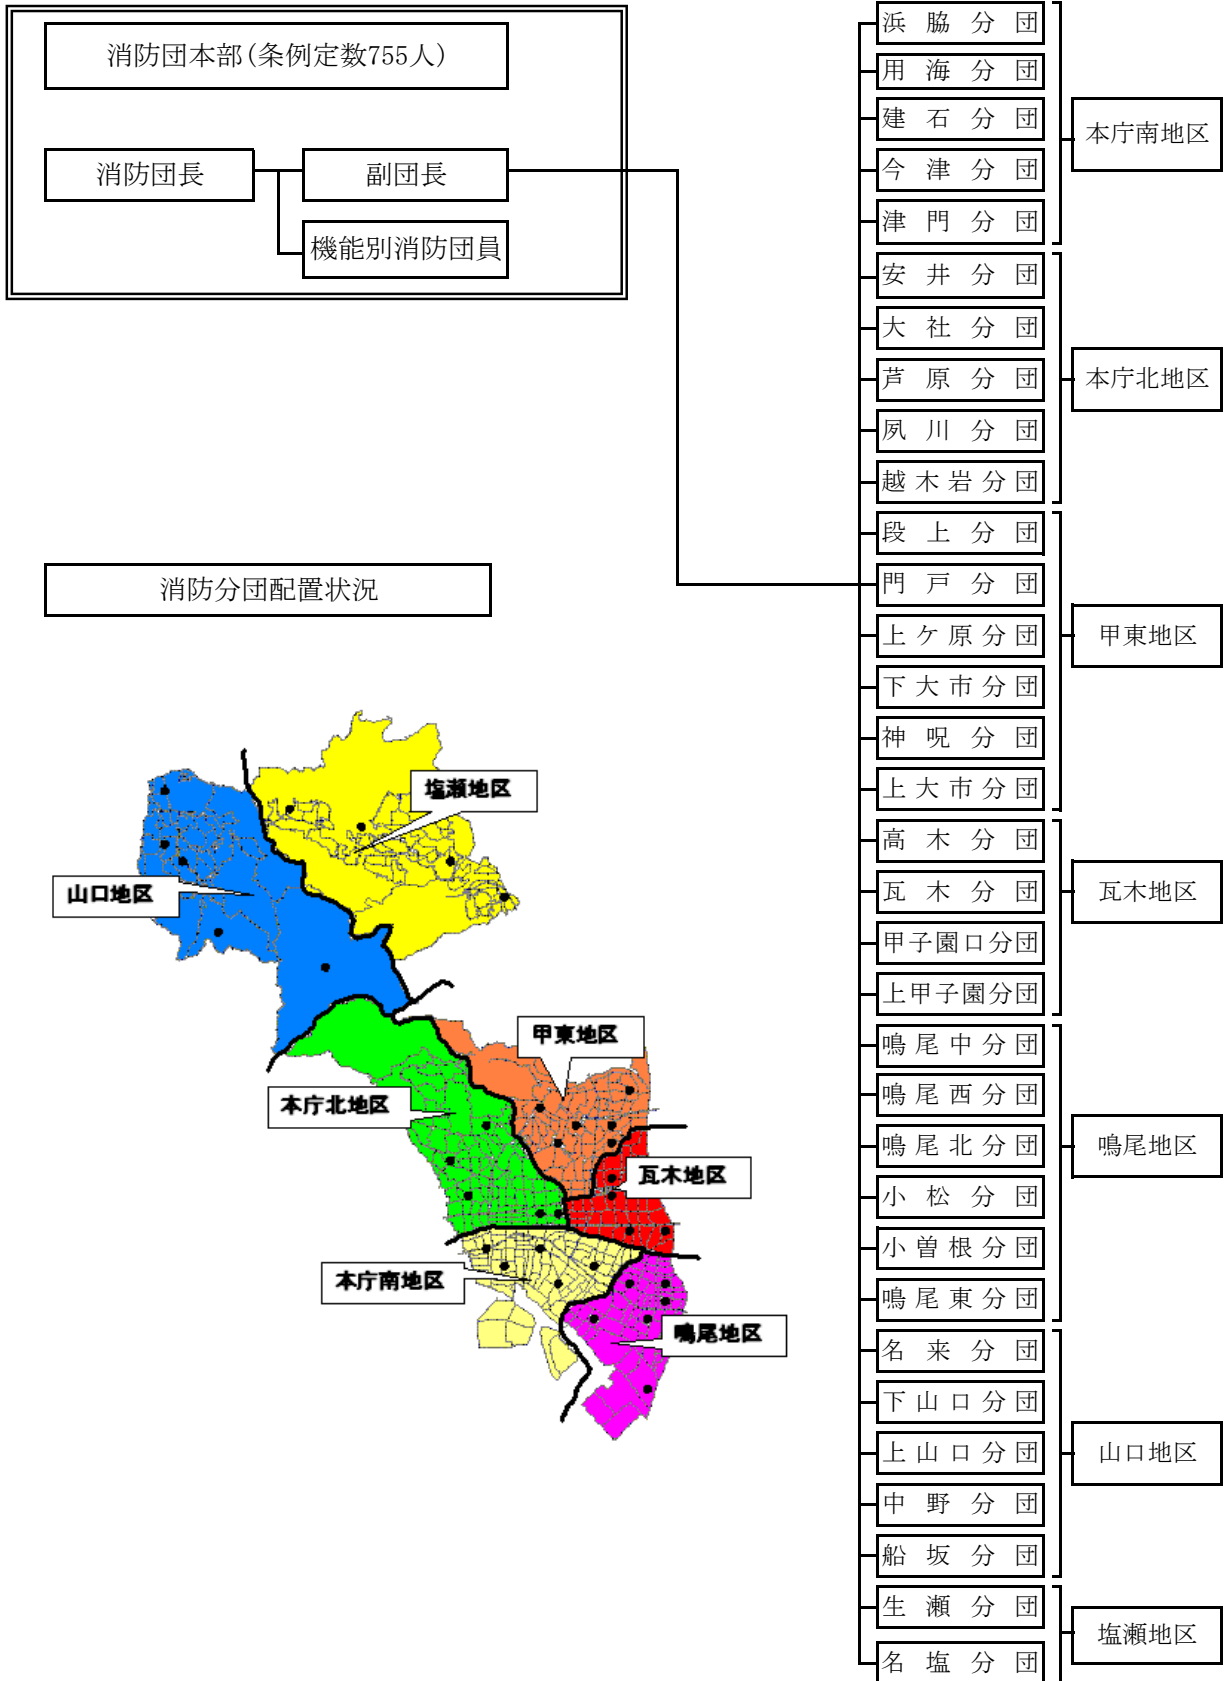 消防団本部(条例定数755人)
消防団長
副団長
機能別消防団員
浜脇分団
用海分団
建石分団
今津分団
津門分団
本庁南地区
安井分団
大社分団
芦原分団
夙川分団
越木岩分団
本庁北地区
段上分団
門戸分団
上ケ原分団
下大市分団
神呪分団
上大市分団
甲東地区
高木分団
瓦木分団
甲子園口分団
上甲子園分団
瓦木地区
鳴尾中分団
鳴尾西分団
鳴尾北分団
小松分団
小曽根分団
鳴尾東分団
鳴尾地区
名来分団
下山口分団
上山口分団
中野分団
船坂分団
山口地区
生瀬分団
名塩分団
塩瀬地区
消防分団配置状況
塩瀬地区
山口地区
甲東地区
本庁北地区
瓦木地区
本庁南地区
鳴尾地区